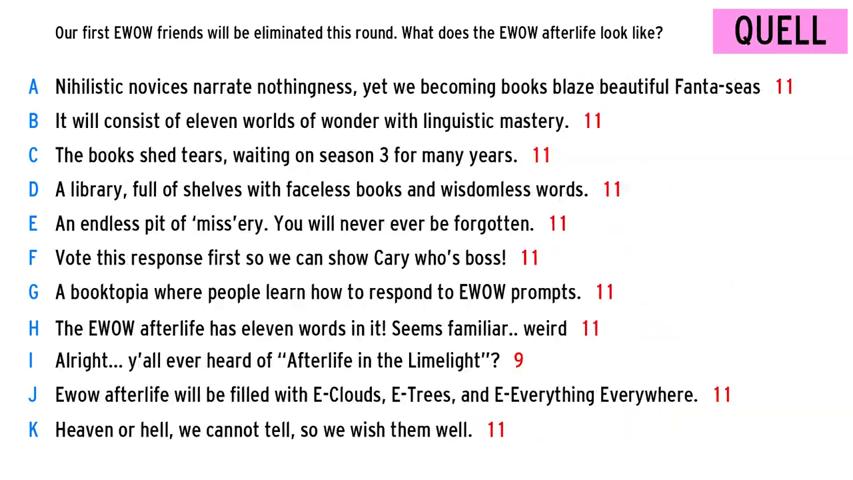 Our first EWOW friends will be eliminated this round. What does the EWOW afterlife look like?
QUELL
A Nihilistic novices narrate nothingness, yet we becoming books blaze beautiful Fanta-seas 11
B It will consist of eleven worlds of wonder with linguistic mastery. 11
C The books shed tears, waiting on season 3 for many years. 11
D A library, full of shelves with faceless books and wisdomless words. 11
E An endless pit of ‘miss’ery. You will never ever be forgotten. 11
F Vote this response first so we can show Cary who’s boss! 11
G A booktopia where people learn how to respond to EWOW prompts. 11
H The EWOW afterlife has eleven words in it! Seems familiar.. weird 11
I Alright... y’all ever heard of “Afterlife in the Limelight”? 9
J Ewow afterlife will be filled with E-Clouds, E-Trees, and E-Everything Everywhere. 11
K Heaven or hell, we cannot tell, so we wish them well. 11